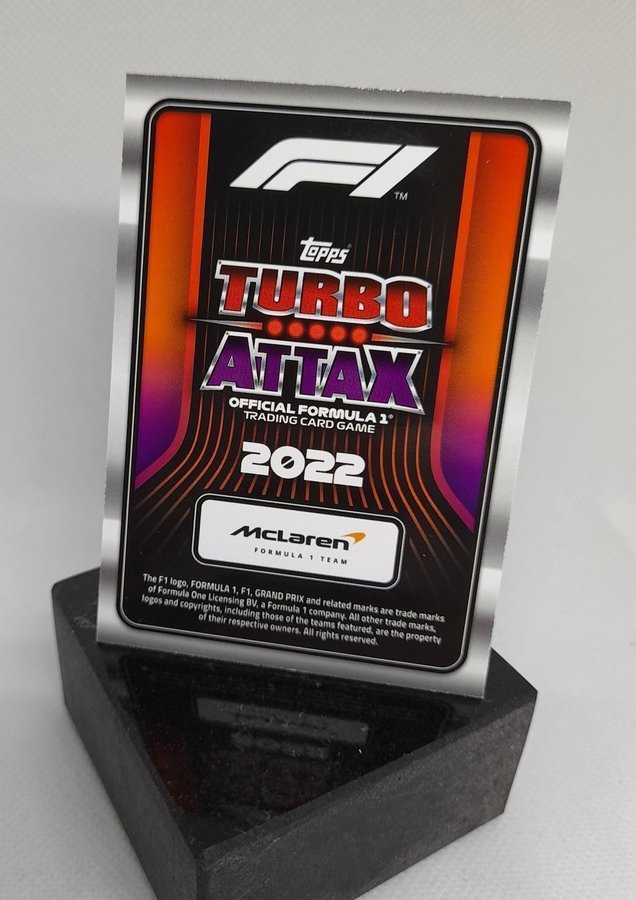 F1
TM
Topps
TURBO
ATTAX
OFFICIAL FORMULA 1®
TRADING CARD GAME
2022
McLaren
FORMULA 1 TEAM
The F1 logo, FORMULA 1, F1, GRAND PRIX and related marks are trade marks
of Formula One Licensing BV, a Formula 1 company. All other trade marks,
logos and copyrights, including those of the teams featured, are the property
of their respective owners. All rights reserved.